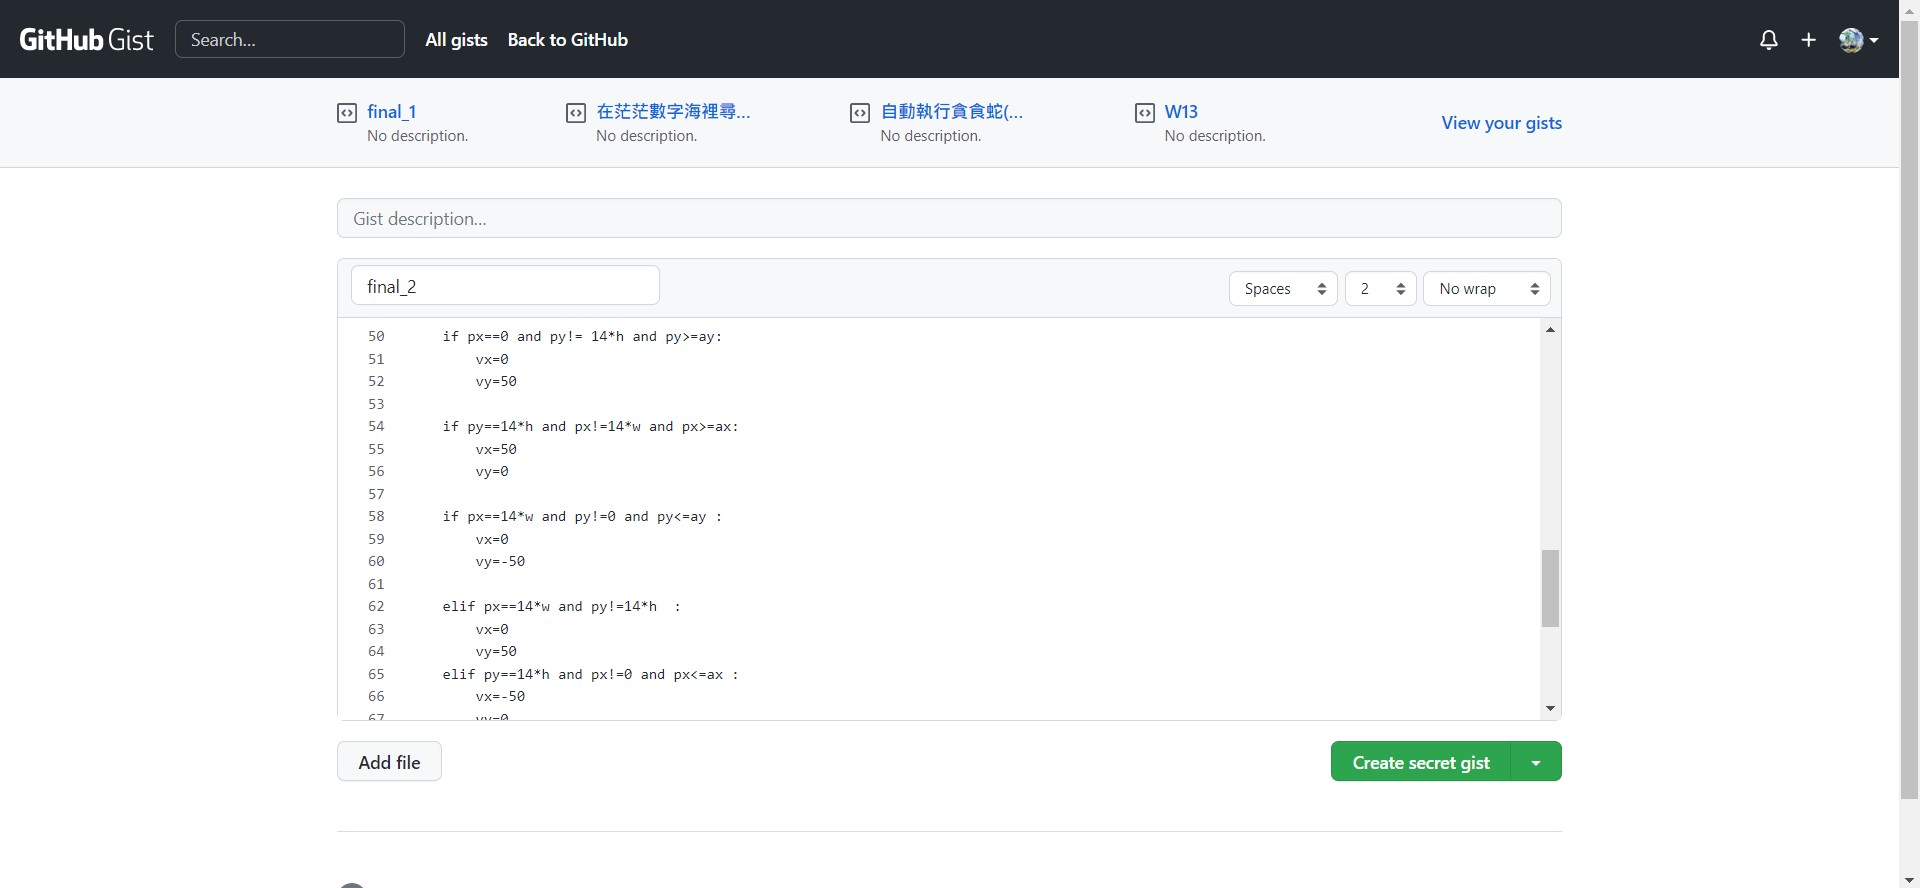 GitHub Gist Search... All gists Back to GitHub
final_1 在茫茫數字海裡尋... 自動執行貪食蛇(... W13 View your gists
No description. No description. No description. No description.
Gist description...
final_2 Spaces 2 No wrap
50 if px==0 and py!= 14*h and py>=ay:
51 vx=0
52 vy=50
53
54 if py==14*h and px!=14*w and px>=ax:
55 vx=50
56 vy=0
57
58 if px==14*w and py!=0 and py<=ay :
59 vx=0
60 vy=-50
61
62 elif px==14*w and py!=14*h  :
63 vx=0
64 vy=50
65 elif py==14*h and px!=0 and px<=ax :
66 vx=-50
67 vy=0
Add file Create secret gist